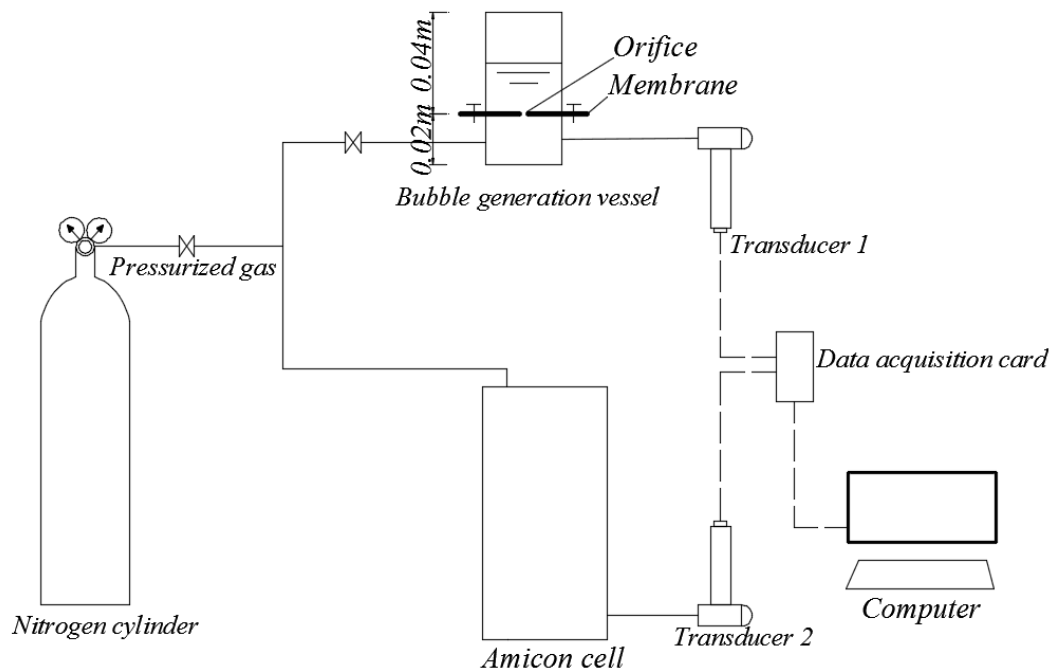 0.04m
Orifice
Membrane
0.02m
Bubble generation vessel
Transducer 1
Pressurized gas
Data acquisition card
Computer
Nitrogen cylinder
Transducer 2
Amicon cell